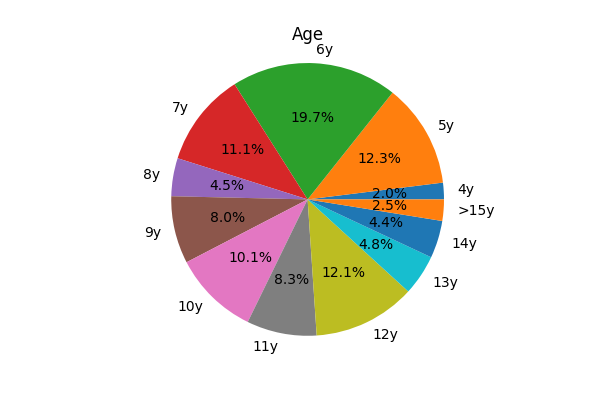 Age
4y
2.0%
5y
12.3%
6y
19.7%
7y
11.1%
8y
4.5%
9y
8.0%
10y
10.1%
11y
8.3%
12y
12.1%
13y
4.8%
14y
4.4%
>15y
2.5%